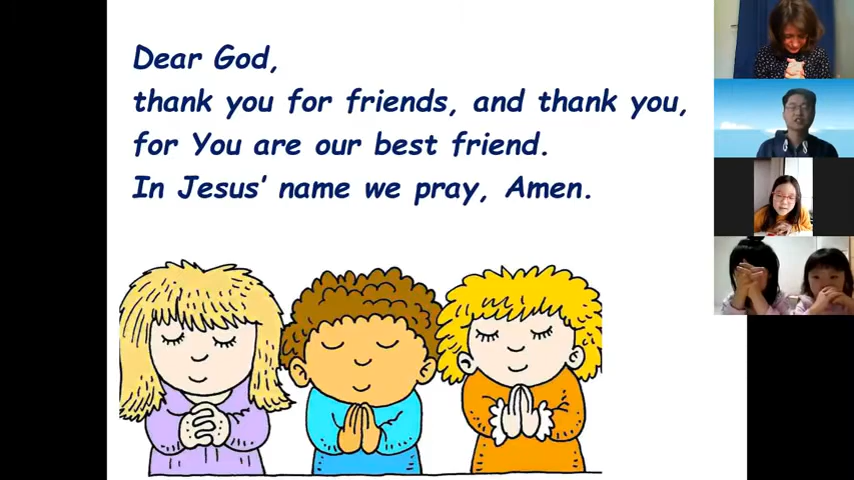 Dear God,
thank you for friends, and thank you,
for You are our best friend.
In Jesus' name we pray, Amen.